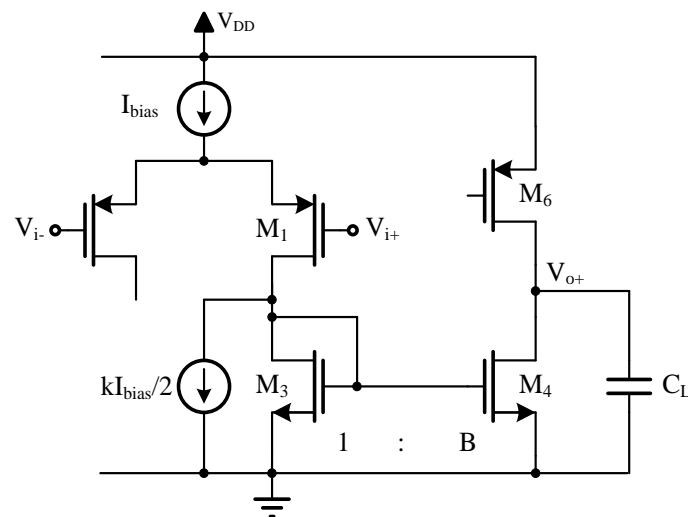 V_DD
I_bias
M_6
V_i-
M_1
V_i+
V_o+
kI_bias/2
M_3
M_4
C_L
1 : B